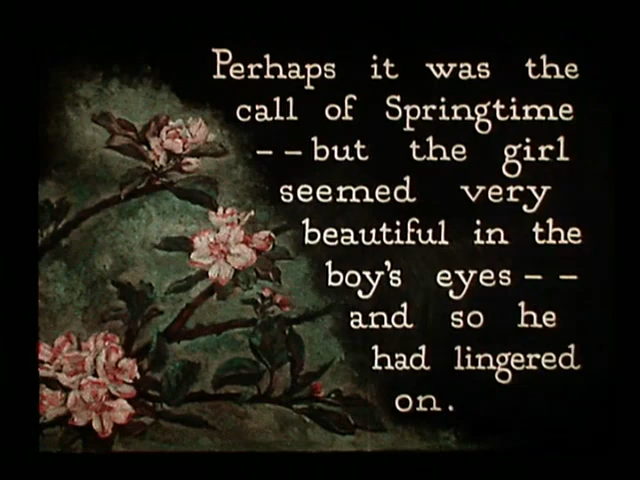 Perhaps it was the
call of Springtime
--but the girl
seemed very
beautiful in the
boy's eyes--
and so he
had lingered
on.